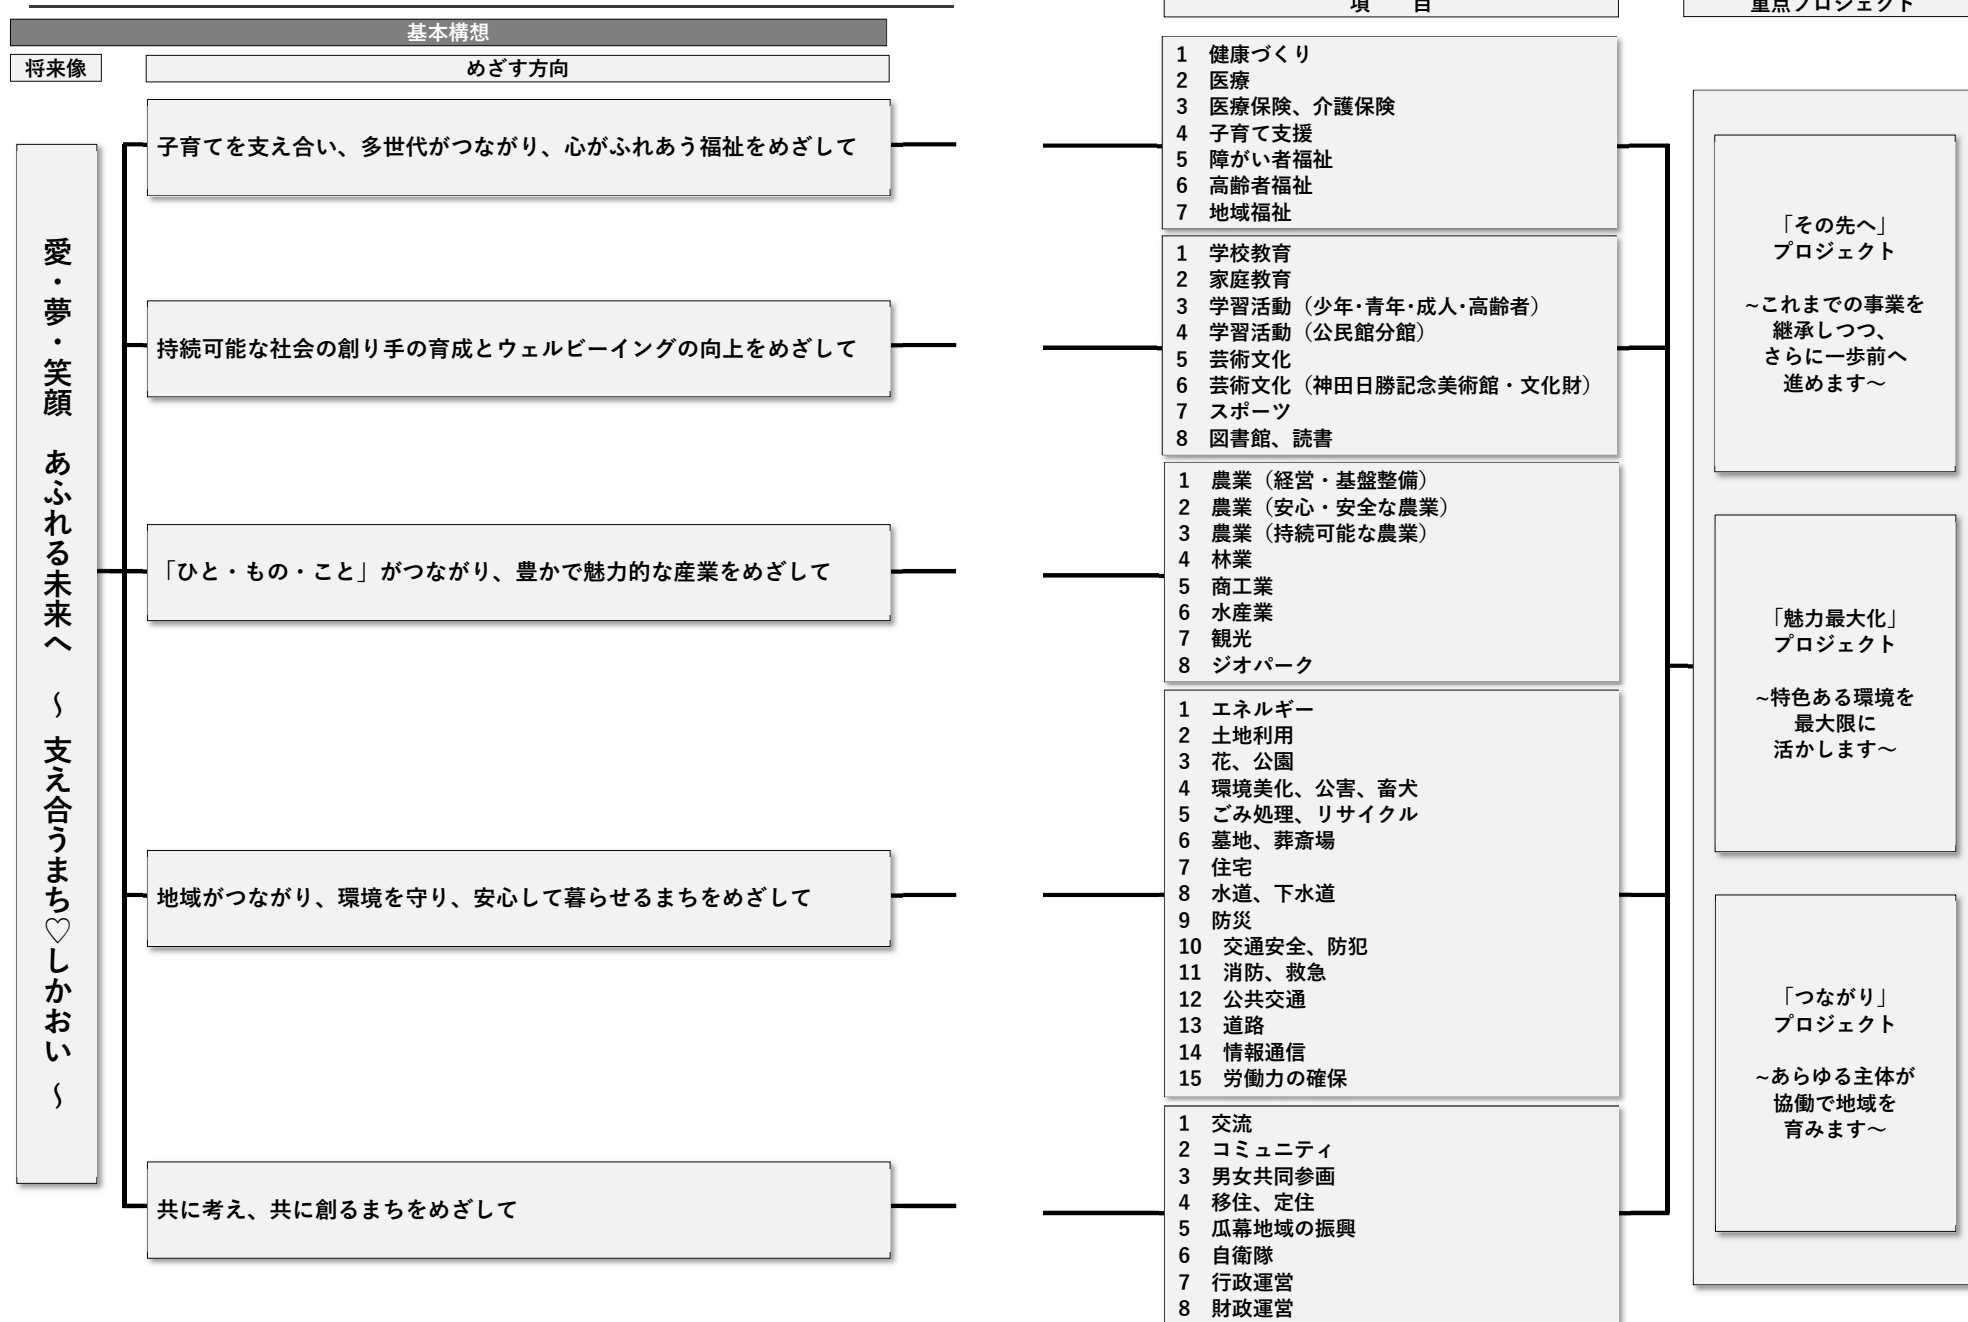 基本構想
将来像
めざす方向
愛・夢・笑顔　あふれる未来へ　～　支え合うまち♡しかおい　～
子育てを支え合い、多世代がつながり、心がふれあう福祉をめざして
持続可能な社会の創り手の育成とウェルビーイングの向上をめざして
「ひと・もの・こと」がつながり、豊かで魅力的な産業をめざして
地域がつながり、環境を守り、安心して暮らせるまちをめざして
共に考え、共に創るまちをめざして
項　　目
1　健康づくり
2　医療
3　医療保険、介護保険
4　子育て支援
5　障がい者福祉
6　高齢者福祉
7　地域福祉
1　学校教育
2　家庭教育
3　学習活動（少年･青年･成人･高齢者）
4　学習活動（公民館分館）
5　芸術文化
6　芸術文化（神田日勝記念美術館・文化財）
7　スポーツ
8　図書館、読書
1　農業（経営・基盤整備）
2　農業（安心・安全な農業）
3　農業（持続可能な農業）
4　林業
5　商工業
6　水産業
7　観光
8　ジオパーク
1　エネルギー
2　土地利用
3　花、公園
4　環境美化、公害、畜犬
5　ごみ処理、リサイクル
6　墓地、葬斎場
7　住宅
8　水道、下水道
9　防災
10　交通安全、防犯
11　消防、救急
12　公共交通
13　道路
14　情報通信
15　労働力の確保
1　交流
2　コミュニティ
3　男女共同参画
4　移住、定住
5　瓜幕地域の振興
6　自衛隊
7　行政運営
8　財政運営
重点プロジェクト
「その先へ」
プロジェクト
~これまでの事業を
継承しつつ、
さらに一歩前へ
進めます～
「魅力最大化」
プロジェクト
~特色ある環境を
最大限に
活かします～
「つながり」
プロジェクト
~あらゆる主体が
協働で地域を
育みます～